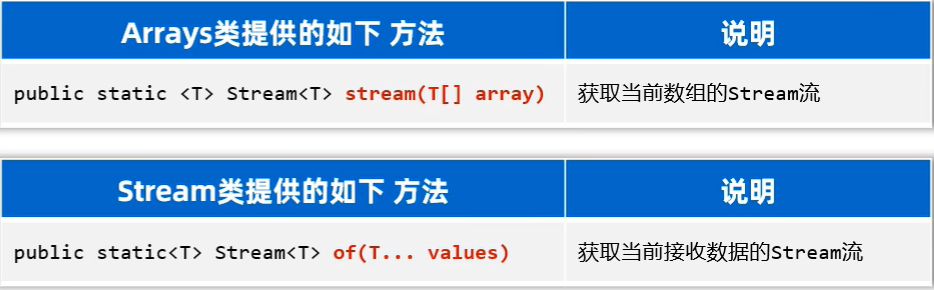 Arrays类提供的如下 方法 说明
public static <T> Stream<T> stream(T[] array) 获取当前数组的Stream流
Stream类提供的如下 方法 说明
public static<T> Stream<T> of(T... values) 获取当前接收数据的Stream流